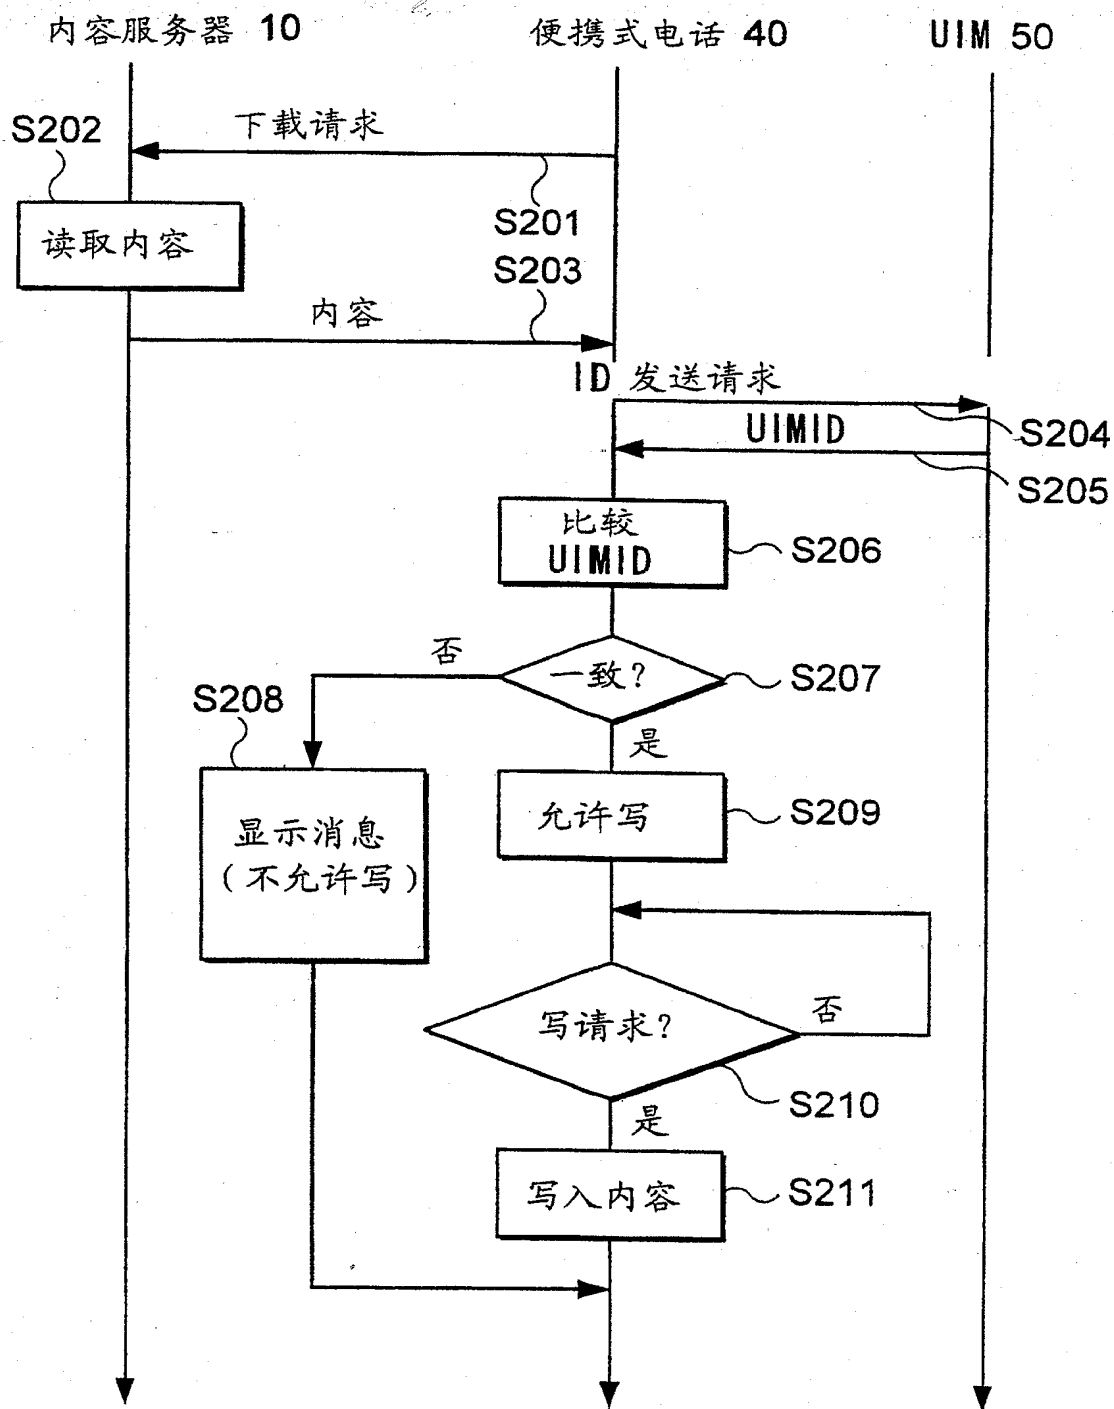 内容服务器 10
便携式电话 40
UIM 50
S202
下载请求
S201
读取内容
S203
内容
ID 发送请求
S204
UIMID
S205
比较
UIMID
S206
否
一致？
S207
S208
是
显示消息
（不允许写）
允许写
S209
写请求？
否
S210
是
写入内容
S211